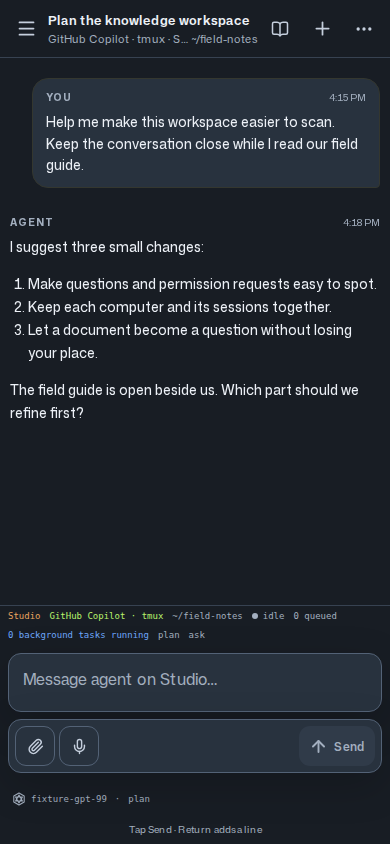 Plan the knowledge workspace
GitHub Copilot · tmux · S... ~/field-notes
YOU 4:15 PM
Help me make this workspace easier to scan.
Keep the conversation close while I read our field
guide.
AGENT 4:18 PM
I suggest three small changes:
1. Make questions and permission requests easy to spot.
2. Keep each computer and its sessions together.
3. Let a document become a question without losing
your place.
The field guide is open beside us. Which part should we
refine first?
Studio GitHub Copilot · tmux ~/field-notes ● idle 0 queued
0 background tasks running plan ask
Message agent on Studio...
Send
fixture-gpt-99 · plan
Tap Send · Return adds a line